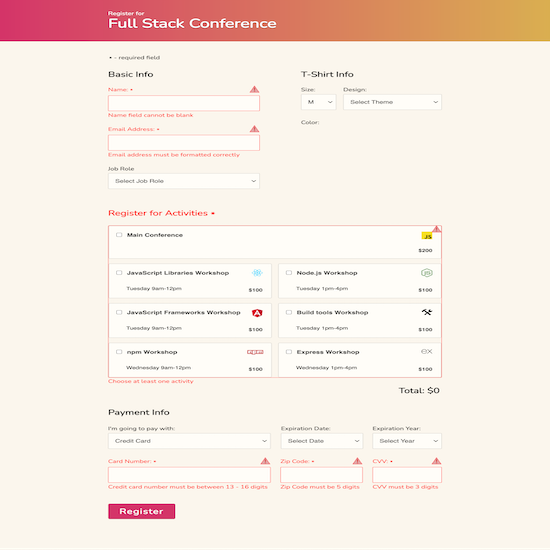 Register for
Full Stack Conference
• - required field
Basic Info
Name: •
Name field cannot be blank
Email Address: •
Email address must be formatted correctly
Job Role
Select Job Role
T-Shirt Info
Size:
Design:
M
Select Theme
Color:
Register for Activities •
Main Conference
JS
$200
JavaScript Libraries Workshop
Tuesday 9am-12pm
$100
Node.js Workshop
JS
Tuesday 1pm-4pm
$100
JavaScript Frameworks Workshop
A
Tuesday 9am-12pm
$100
Build tools Workshop
Tuesday 1pm-4pm
$100
npm Workshop
npm
Wednesday 9am-12pm
$100
Express Workshop
ex
Wednesday 1pm-4pm
$100
Choose at least one activity
Total: $0
Payment Info
I'm going to pay with:
Credit Card
Expiration Date:
Select Date
Expiration Year:
Select Year
Card Number: •
Credit card number must be between 13 - 16 digits
Zip Code: •
Zip Code must be 5 digits
CVV: •
CVV must be 3 digits
Register